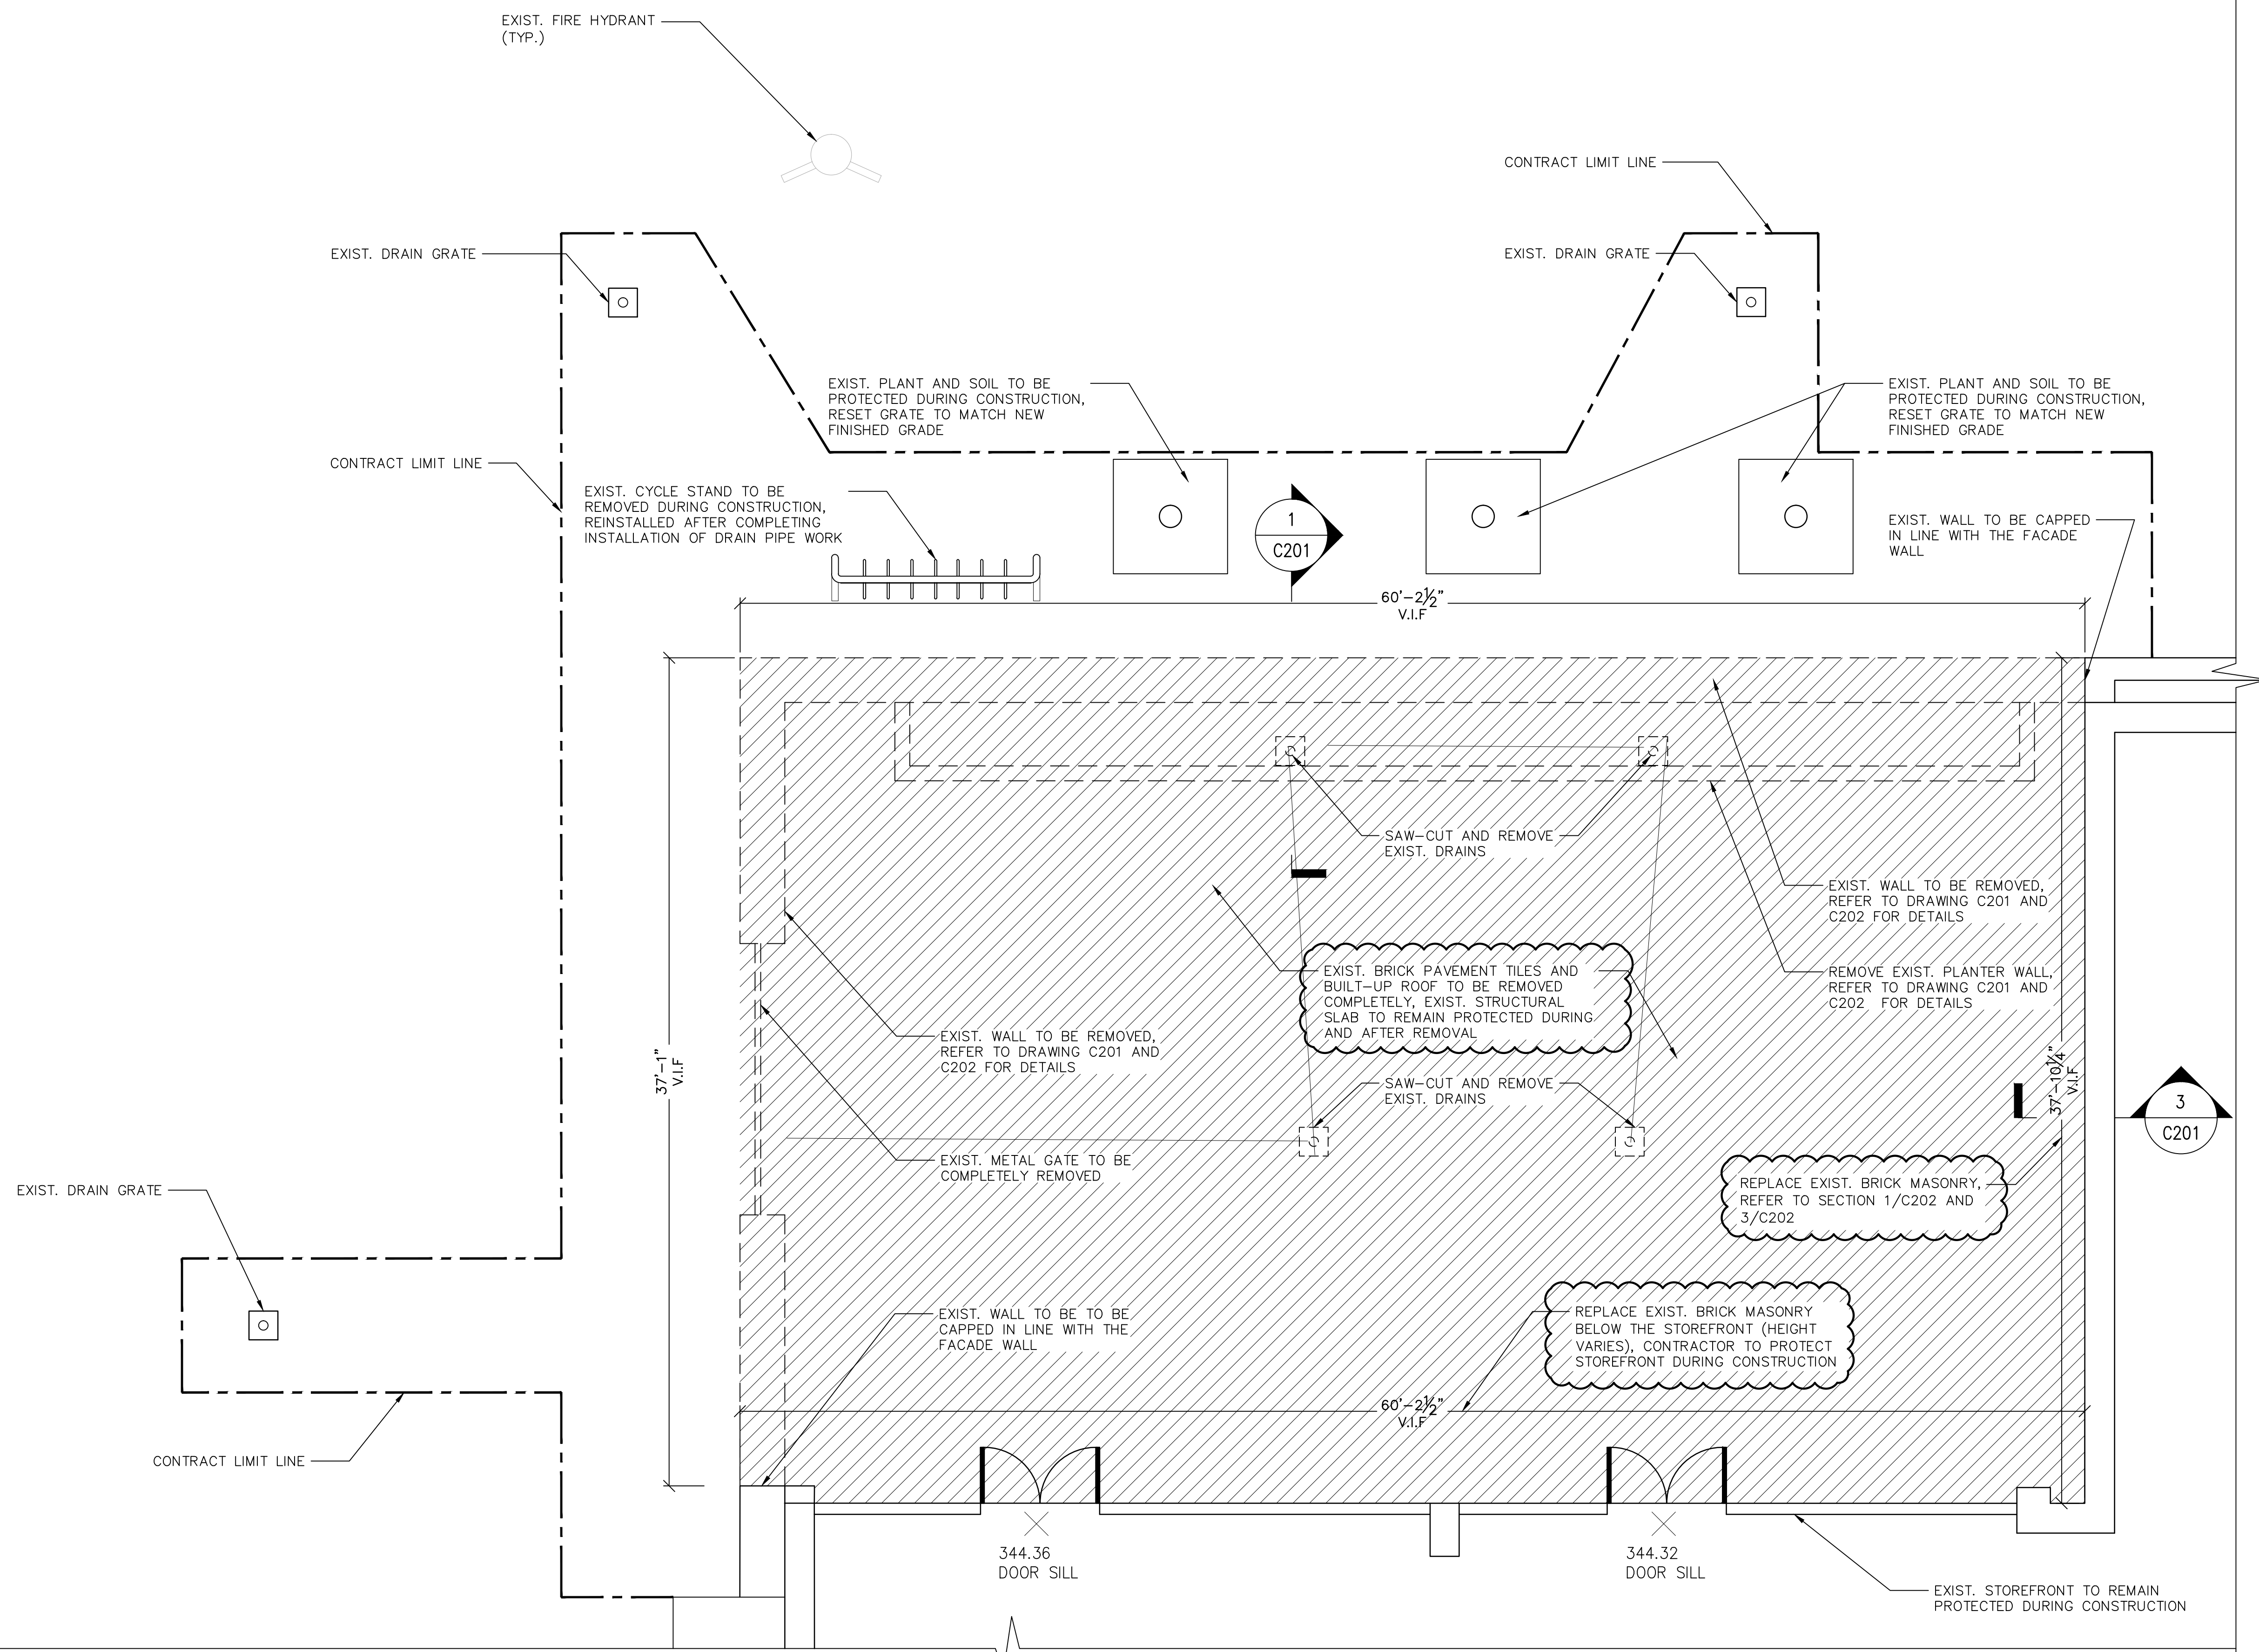 EXIST. FIRE HYDRANT
(TYP.)
CONTRACT LIMIT LINE
EXIST. DRAIN GRATE
EXIST. DRAIN GRATE
EXIST. PLANT AND SOIL TO BE
PROTECTED DURING CONSTRUCTION,
RESET GRATE TO MATCH NEW
FINISHED GRADE
EXIST. PLANT AND SOIL TO BE
PROTECTED DURING CONSTRUCTION,
RESET GRATE TO MATCH NEW
FINISHED GRADE
CONTRACT LIMIT LINE
EXIST. CYCLE STAND TO BE
REMOVED DURING CONSTRUCTION,
REINSTALLED AFTER COMPLETING
INSTALLATION OF DRAIN PIPE WORK
1
C201
EXIST. WALL TO BE CAPPED
IN LINE WITH THE FACADE
WALL
60'-2½"
V.I.F
SAW-CUT AND REMOVE
EXIST. DRAINS
EXIST. WALL TO BE REMOVED,
REFER TO DRAWING C201 AND
C202 FOR DETAILS
EXIST. BRICK PAVEMENT TILES AND
BUILT-UP ROOF TO BE REMOVED
COMPLETELY, EXIST. STRUCTURAL
SLAB TO REMAIN PROTECTED DURING
AND AFTER REMOVAL
REMOVE EXIST. PLANTER WALL,
REFER TO DRAWING C201 AND
C202 FOR DETAILS
EXIST. WALL TO BE REMOVED,
REFER TO DRAWING C201 AND
C202 FOR DETAILS
37'-1"
V.I.F
SAW-CUT AND REMOVE
EXIST. DRAINS
37'-10¼"
V.I.F
3
C201
EXIST. METAL GATE TO BE
COMPLETELY REMOVED
EXIST. DRAIN GRATE
REPLACE EXIST. BRICK MASONRY,
REFER TO SECTION 1/C202 AND
3/C202
EXIST. WALL TO BE TO BE
CAPPED IN LINE WITH THE
FACADE WALL
REPLACE EXIST. BRICK MASONRY
BELOW THE STOREFRONT (HEIGHT
VARIES), CONTRACTOR TO PROTECT
STOREFRONT DURING CONSTRUCTION
60'-2½"
V.I.F
CONTRACT LIMIT LINE
344.36
DOOR SILL
344.32
DOOR SILL
EXIST. STOREFRONT TO REMAIN
PROTECTED DURING CONSTRUCTION